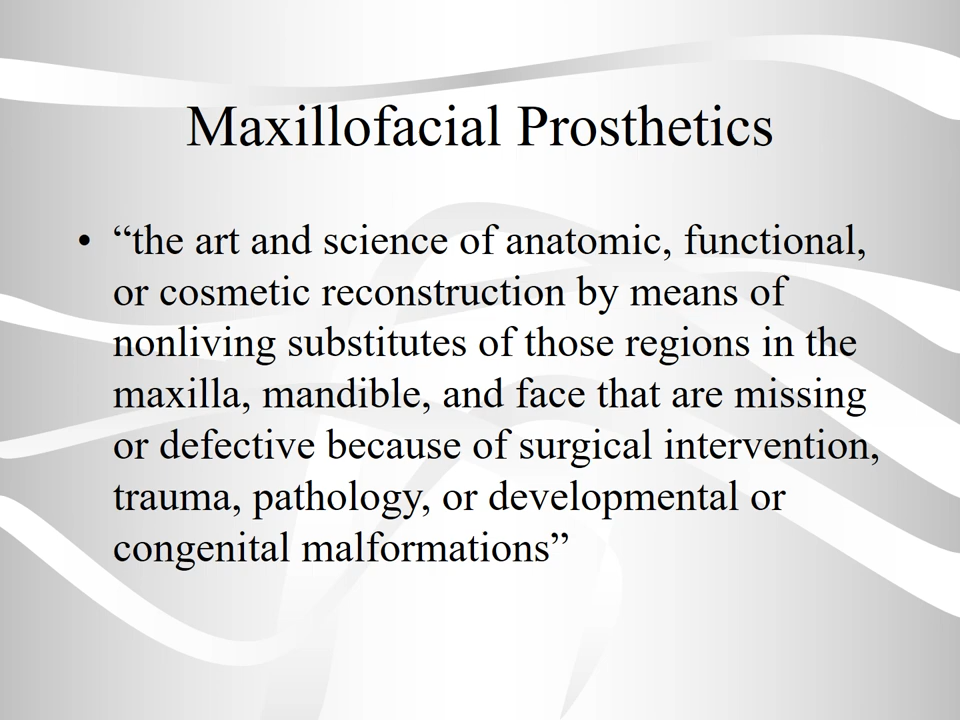 Maxillofacial Prosthetics
• “the art and science of anatomic, functional,
or cosmetic reconstruction by means of
nonliving substitutes of those regions in the
maxilla, mandible, and face that are missing
or defective because of surgical intervention,
trauma, pathology, or developmental or
congenital malformations”